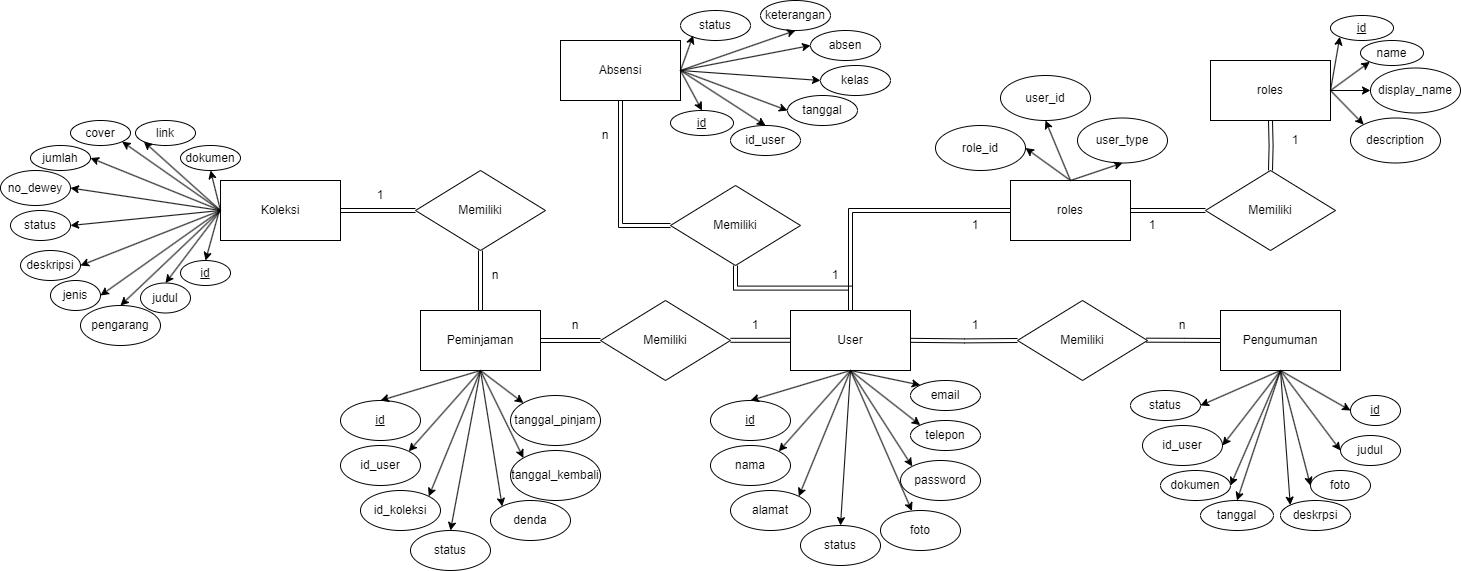 status
keterangan
absen
kelas
tanggal
id_user
id
Absensi
n
Memiliki
1
id
name
display_name
description
roles
1
Memiliki
1
user_id
role_id
user_type
roles
1
cover
link
jumlah
dokumen
no_dewey
status
deskripsi
jenis
pengarang
judul
id
Koleksi
1
Memiliki
n
Peminjaman
n
Memiliki
1
User
1
Memiliki
n
Pengumuman
id
id_user
id_koleksi
status
denda
tanggal_kembali
tanggal_pinjam
id
nama
alamat
status
foto
password
telepon
email
status
id_user
dokumen
tanggal
deskrpsi
foto
judul
id